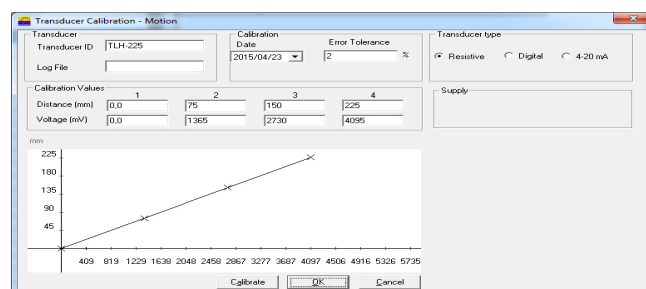 Transducer Calibration - Motion
Transducer
Transducer ID TLH-225
Log File
Calibration
Date Error Tolerance
2015/04/23 2 %
Transducer type
Resistive Digital 4-20 mA
Calibration Values
1 2 3 4
Distance (mm) 0,0 75 150 225
Voltage (mV) 0,0 1365 2730 4095
Supply
mm
225
180
135
90
45
409 819 1229 1638 2048 2458 2867 3277 3687 4097 4506 4916 5326 5735
Calibrate OK Cancel